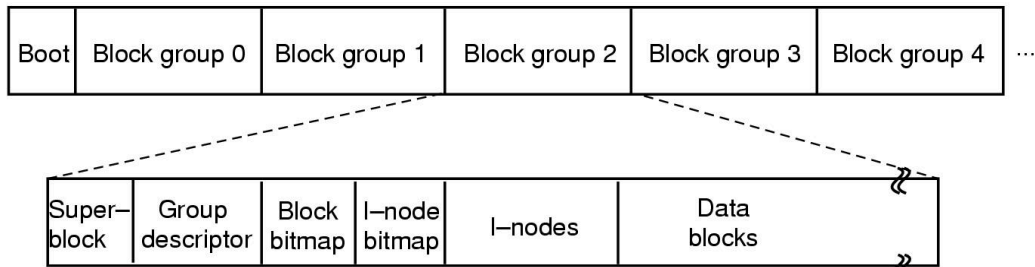 Boot Block group 0 Block group 1 Block group 2 Block group 3 Block group 4 ...
Super– Group Block I–node I–nodes Data
block descriptor bitmap bitmap blocks